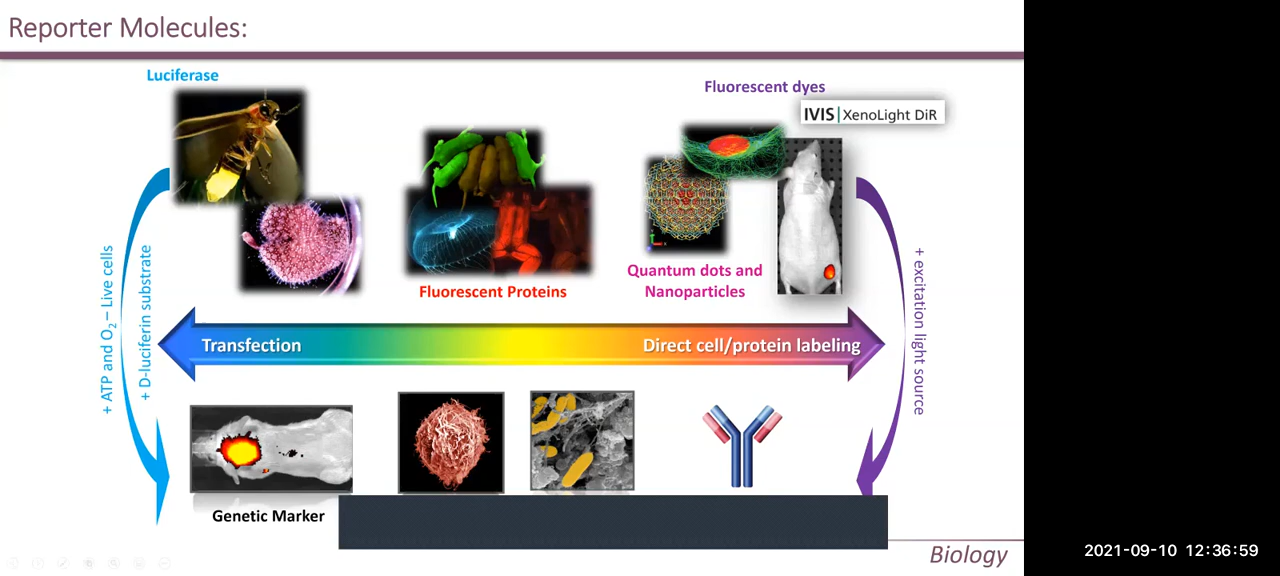 Reporter Molecules:
Luciferase
Fluorescent dyes
IVIS | XenoLight DiR
Quantum dots and
Nanoparticles
Fluorescent Proteins
+ ATP and O₂ – Live cells
+ D-luciferin substrate
+ excitation light source
Transfection
Direct cell/protein labeling
Genetic Marker
Biology
2021-09-10 12:36:59